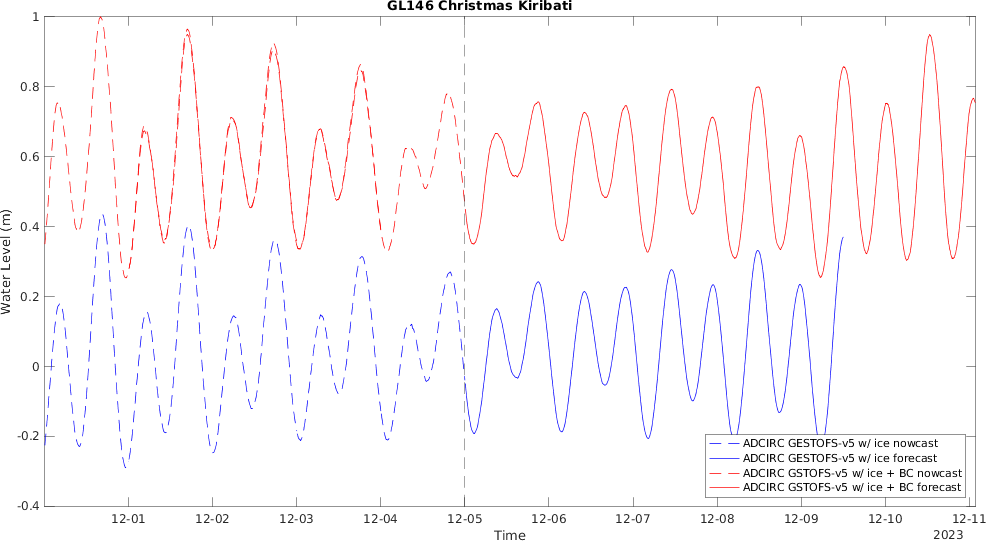 GL146 Christmas Kiribati
1
0.8
0.6
0.4
0.2
0
-0.2
-0.4
Water Level (m)
ADCIRC GESTOFS-v5 w/ ice nowcast
ADCIRC GESTOFS-v5 w/ ice forecast
ADCIRC GSTOFS-v5 w/ ice + BC nowcast
ADCIRC GSTOFS-v5 w/ ice + BC forecast
12-01 12-02 12-03 12-04 12-05 12-06 12-07 12-08 12-09 12-10 12-11
Time
2023